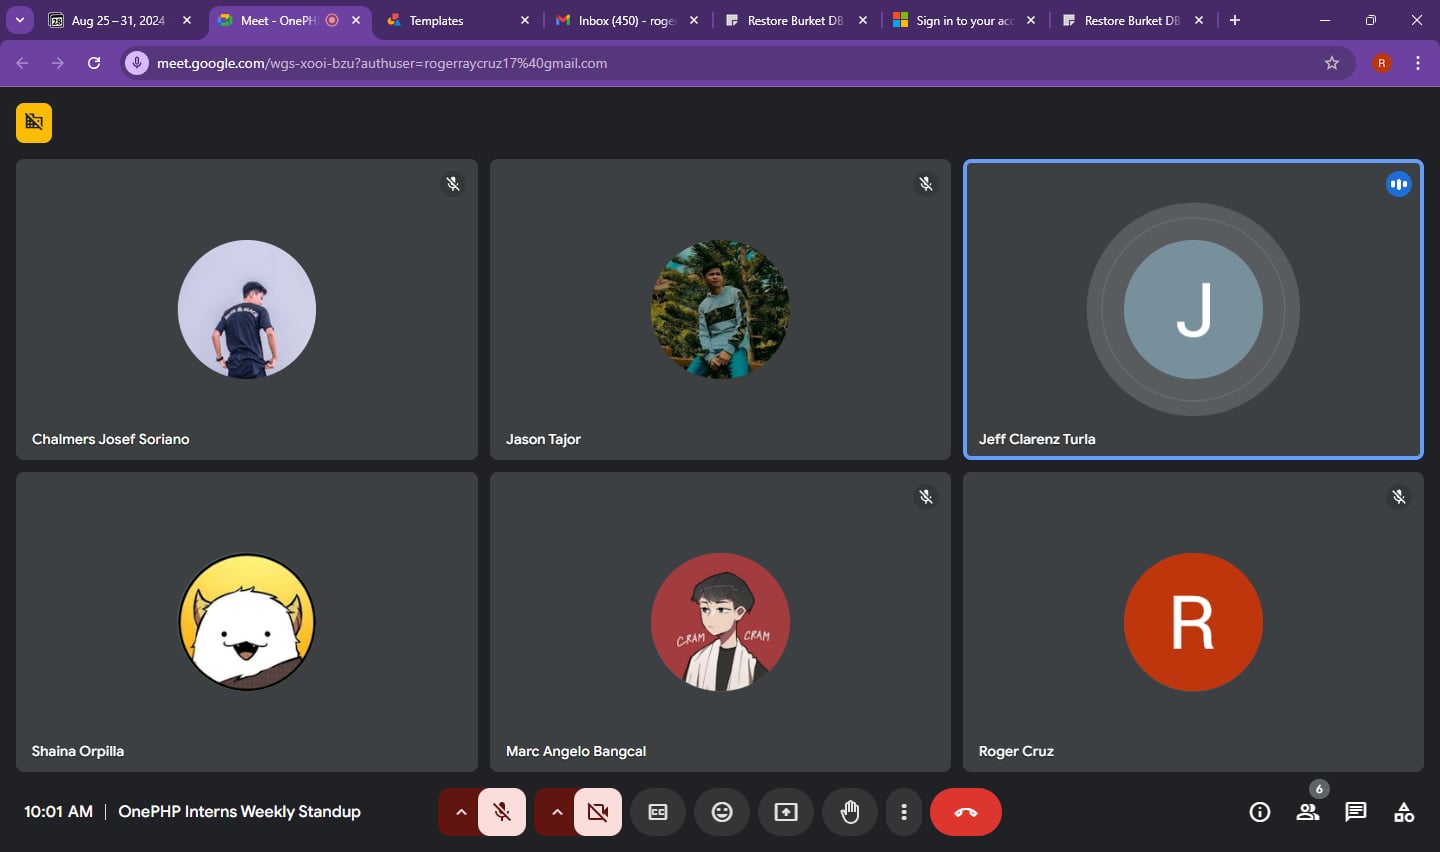 Aug 25 – 31, 2024
Meet - OnePH
Templates
Inbox (450) - roge
Restore Burket DB
Sign in to your acc
Restore Burket DB
meet.google.com/wgs-xooi-bzu?authuser=rogerraycruz17%40gmail.com
R
J
Chalmers Josef Soriano
Jason Tajor
Jeff Clarenz Turla
CRAM CRAM
R
Shaina Orpilla
Marc Angelo Bangcal
Roger Cruz
6
10:01 AM | OnePHP Interns Weekly Standup
CC